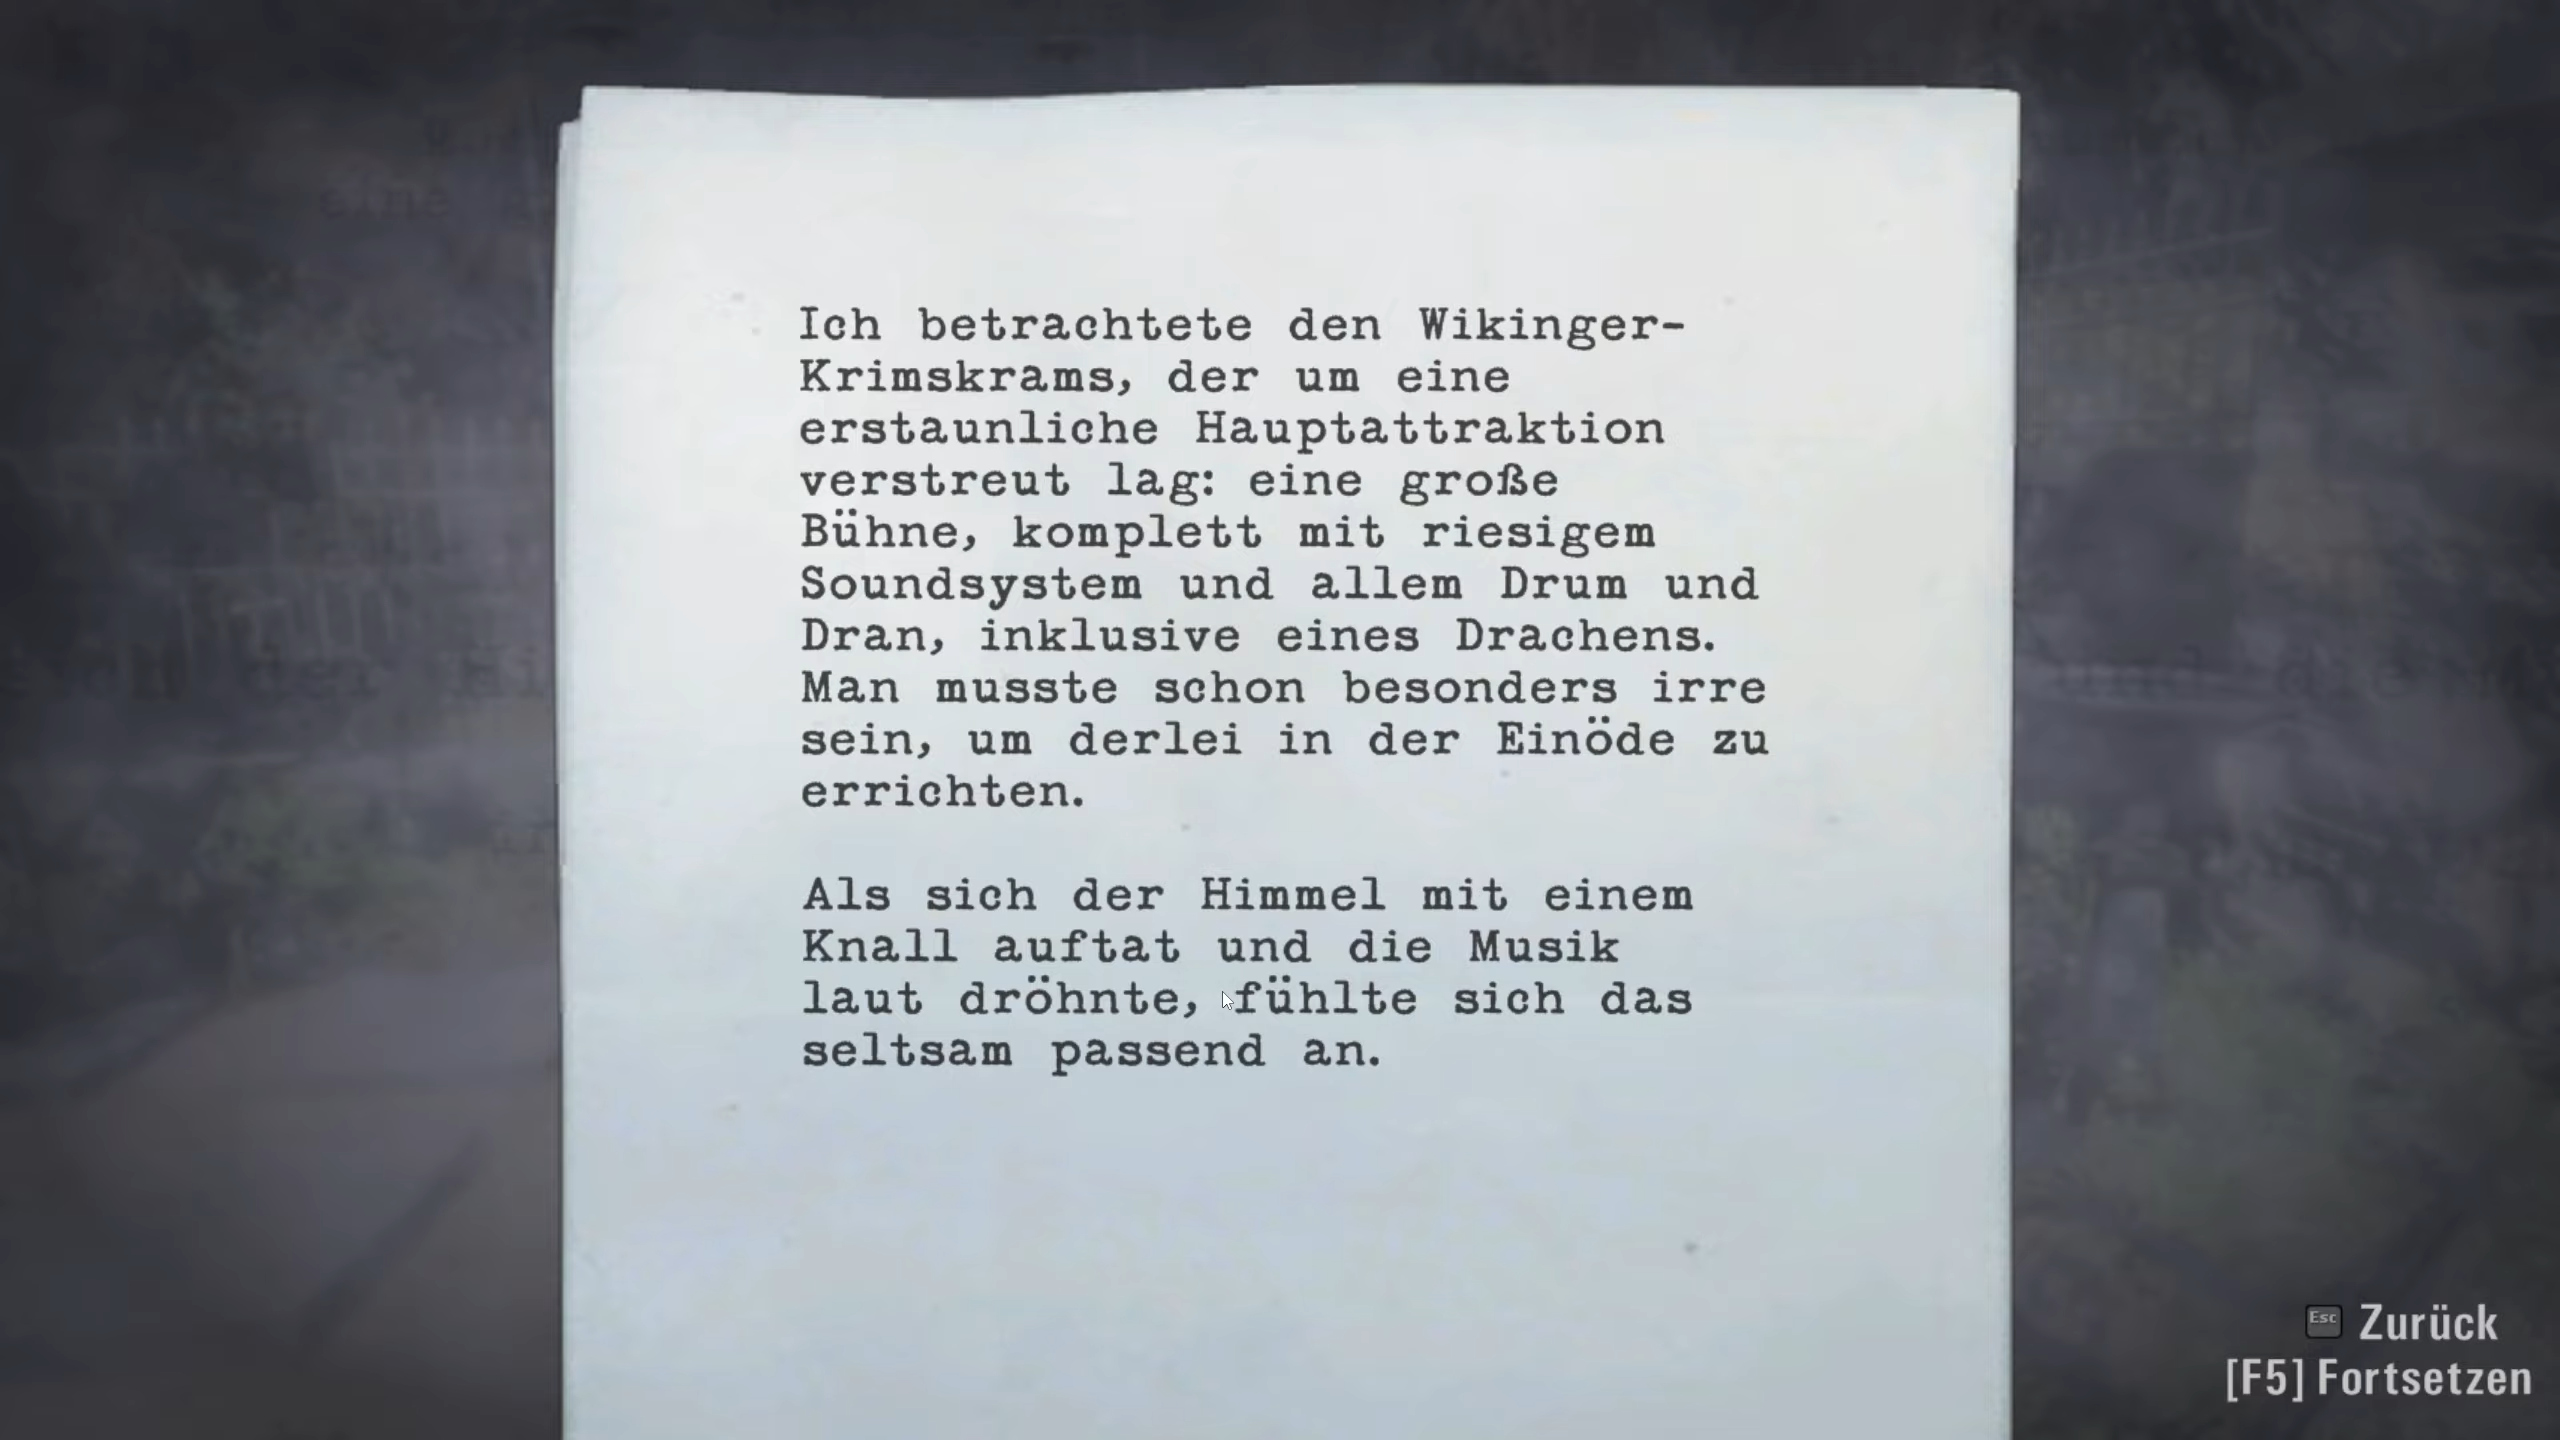 Ich betrachtete den Wikinger-
Krimskrams, der um eine
erstaunliche Hauptattraktion
verstreut lag: eine große
Bühne, komplett mit riesigem
Soundsystem und allem Drum und
Dran, inklusive eines Drachens.
Man musste schon besonders irre
sein, um derlei in der Einöde zu
errichten.
Als sich der Himmel mit einem
Knall auftat und die Musik
laut dröhnte, fühlte sich das
seltsam passend an.
Esc Zurück
[F5] Fortsetzen